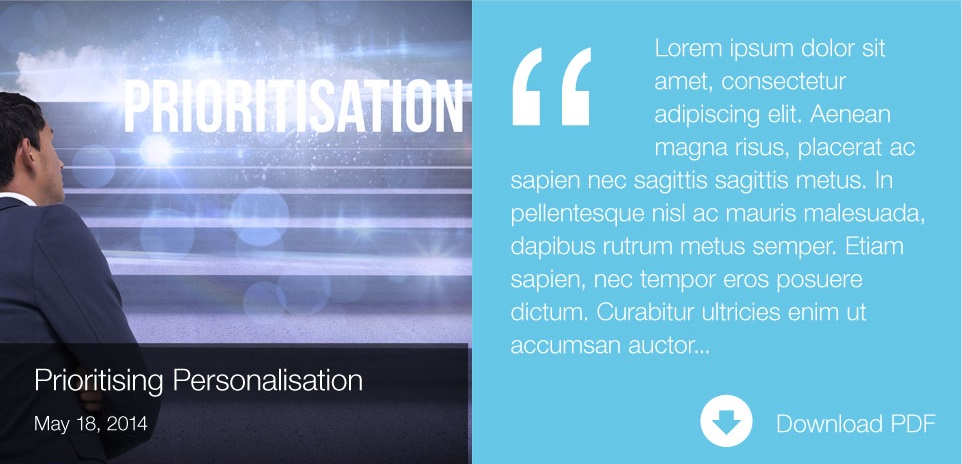 PRIORITISATION
Prioritising Personalisation
May 18, 2014
“
Lorem ipsum dolor sit
amet, consectetur
adipiscing elit. Aenean
magna risus, placerat ac
sapien nec sagittis sagittis metus. In
pellentesque nisl ac mauris malesuada,
dapibus rutrum metus semper. Etiam
sapien, nec tempor eros posuere
dictum. Curabitur ultricies enim ut
accumsan auctor...
Download PDF